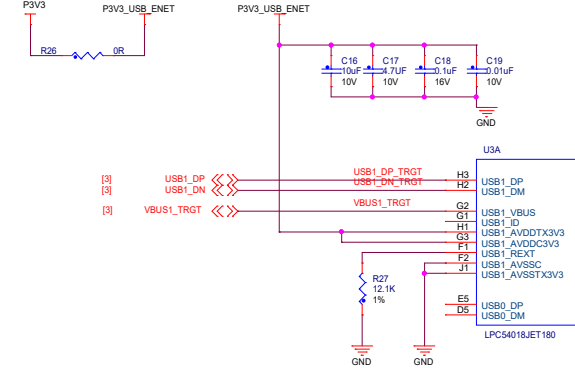 P3V3
P3V3_USB_ENET
P3V3_USB_ENET
R26
0R
C16
10uF
10V
C17
4.7UF
10V
C18
0.1uF
16V
C19
0.01uF
10V
GND
U3A
[3]
USB1_DP
USB1_DP_TRGT
H3
USB1_DP
[3]
USB1_DN
USB1_DN_TRGT
H2
USB1_DM
[3]
VBUS1_TRGT
VBUS1_TRGT
G2
USB1_VBUS
G1
USB1_ID
H1
USB1_AVDDTX3V3
G3
USB1_AVDDC3V3
F1
USB1_REXT
F2
USB1_AVSSC
J1
USB1_AVSSTX3V3
R27
12.1K
1%
E5
USB0_DP
D5
USB0_DM
LPC54018JET180
GND
GND